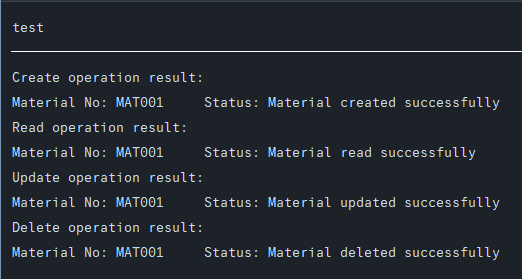 test
Create operation result:
Material No: MAT001     Status: Material created successfully
Read operation result:
Material No: MAT001     Status: Material read successfully
Update operation result:
Material No: MAT001     Status: Material updated successfully
Delete operation result:
Material No: MAT001     Status: Material deleted successfully